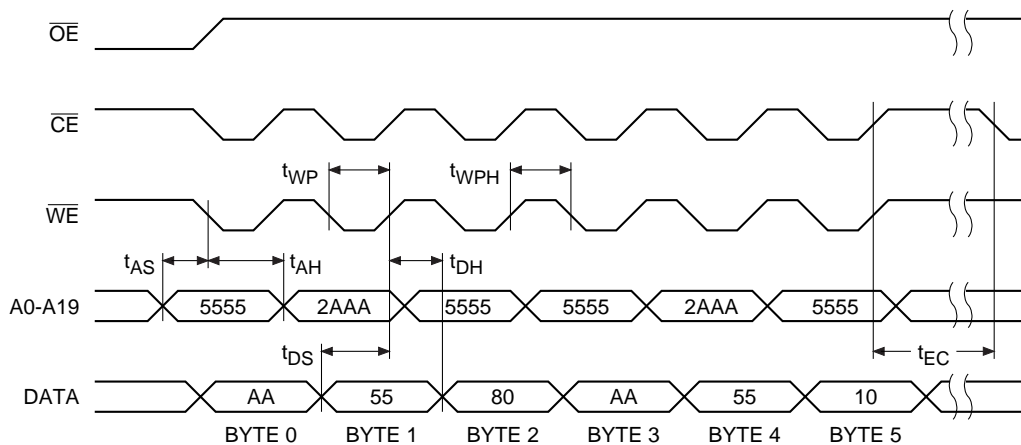 OE
CE
tWP
tWPH
WE
tAS
tAH
tDH
A0-A19
5555
2AAA
5555
5555
2AAA
5555
tDS
tEC
DATA
AA
55
80
AA
55
10
BYTE 0
BYTE 1
BYTE 2
BYTE 3
BYTE 4
BYTE 5